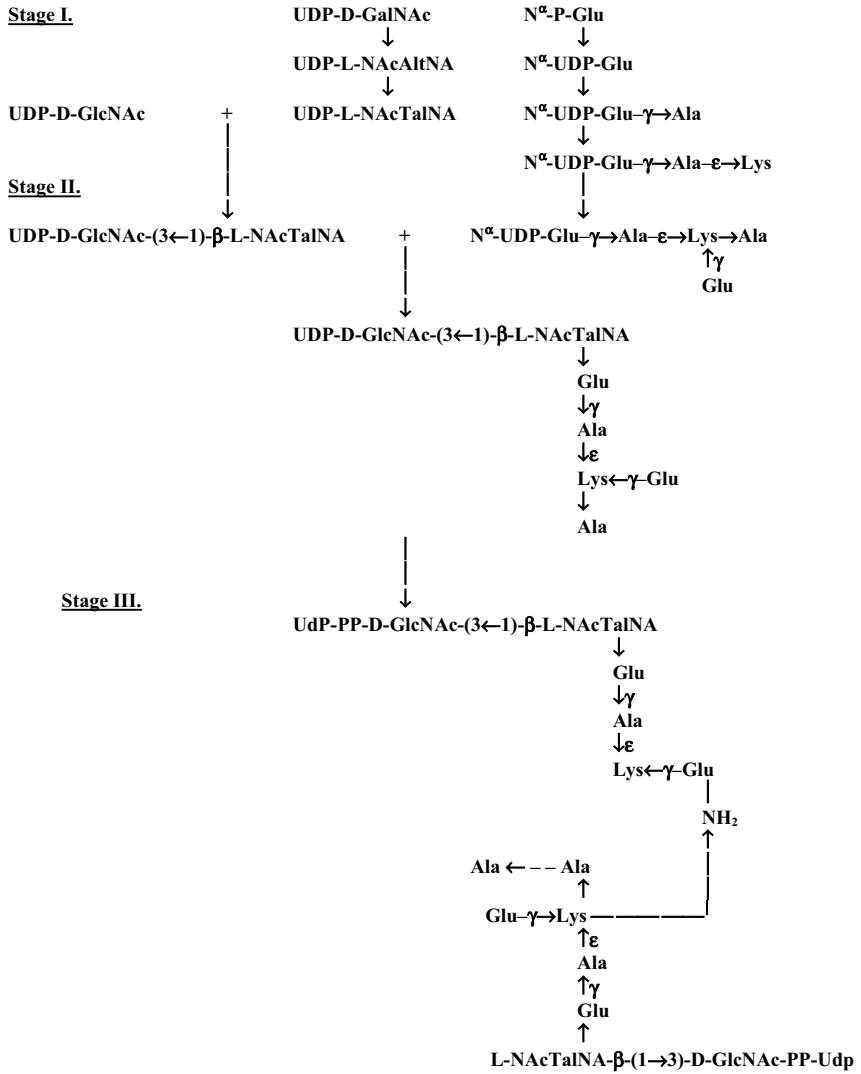 Stage I. UDP-D-GalNAc Nα-P-Glu
↓ ↓
UDP-L-NAcAltNA Nα-UDP-Glu
↓ ↓
UDP-D-GlcNAc + UDP-L-NAcTalNA Nα-UDP-Glu–γ→Ala
↓
Nα-UDP-Glu–γ→Ala–ε→Lys
Stage II.
↓ ↓
UDP-D-GlcNAc-(3←1)-β-L-NAcTalNA + Nα-UDP-Glu–γ→Ala–ε→Lys→Ala
↑γ
Glu
↓
UDP-D-GlcNAc-(3←1)-β-L-NAcTalNA
↓
Glu
↓γ
Ala
↓ε
Lys←γ–Glu
↓
Ala
Stage III.
↓
UdP-PP-D-GlcNAc-(3←1)-β-L-NAcTalNA
↓
Glu
↓γ
Ala
↓ε
Lys←γ–Glu
NH₂
↑
Ala ← – – Ala
↑
Glu–γ→Lys
↑ε
Ala
↑γ
Glu
↑
L-NAcTalNA-β-(1→3)-D-GlcNAc-PP-Udp